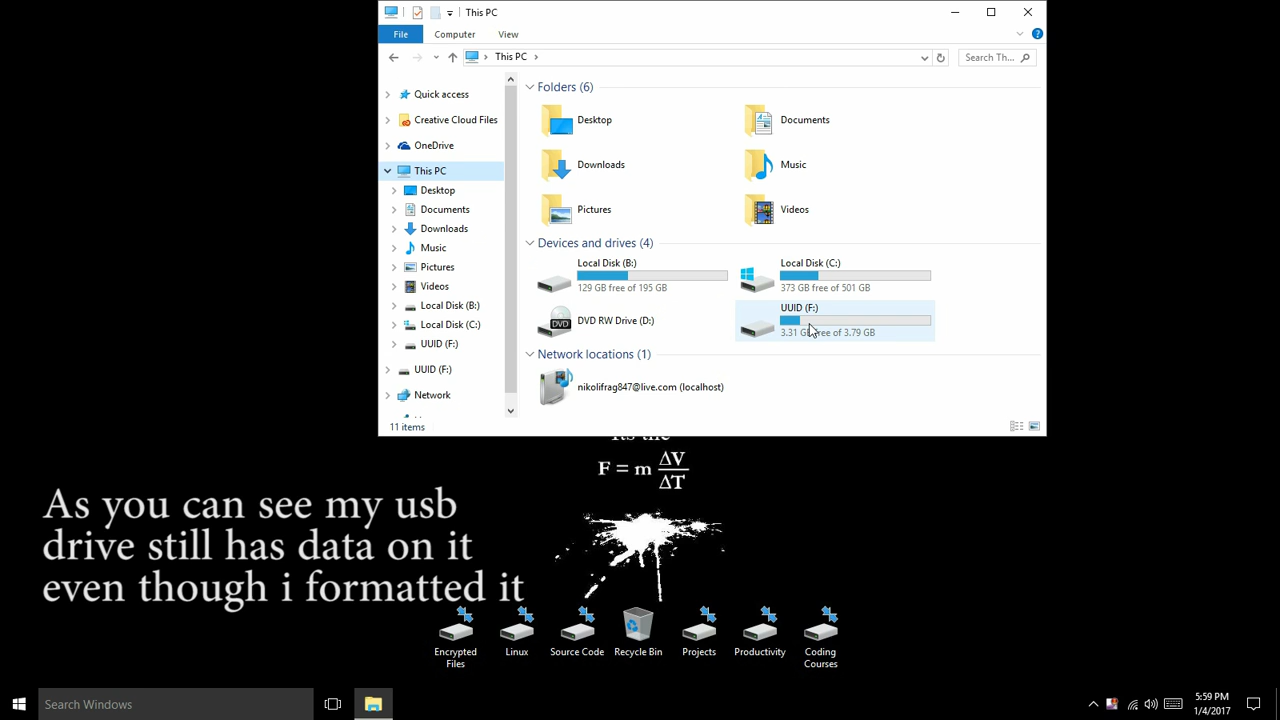 This PC
File Computer View
This PC
Search Th...
Quick access
Creative Cloud Files
OneDrive
This PC
Desktop
Documents
Downloads
Music
Pictures
Videos
Local Disk (B:)
Local Disk (C:)
UUID (F:)
UUID (F:)
Network
Folders (6)
Desktop
Documents
Downloads
Music
Pictures
Videos
Devices and drives (4)
Local Disk (B:)
129 GB free of 195 GB
Local Disk (C:)
373 GB free of 501 GB
DVD RW Drive (D:)
UUID (F:)
3.31 GB free of 3.79 GB
Network locations (1)
nikolifrag847@live.com (localhost)
11 items
Its the
F = m ΔV
ΔT
As you can see my usb
drive still has data on it
even though i formatted it
Encrypted
Files
Linux
Source Code
Recycle Bin
Projects
Productivity
Coding
Courses
Search Windows
5:59 PM
1/4/2017